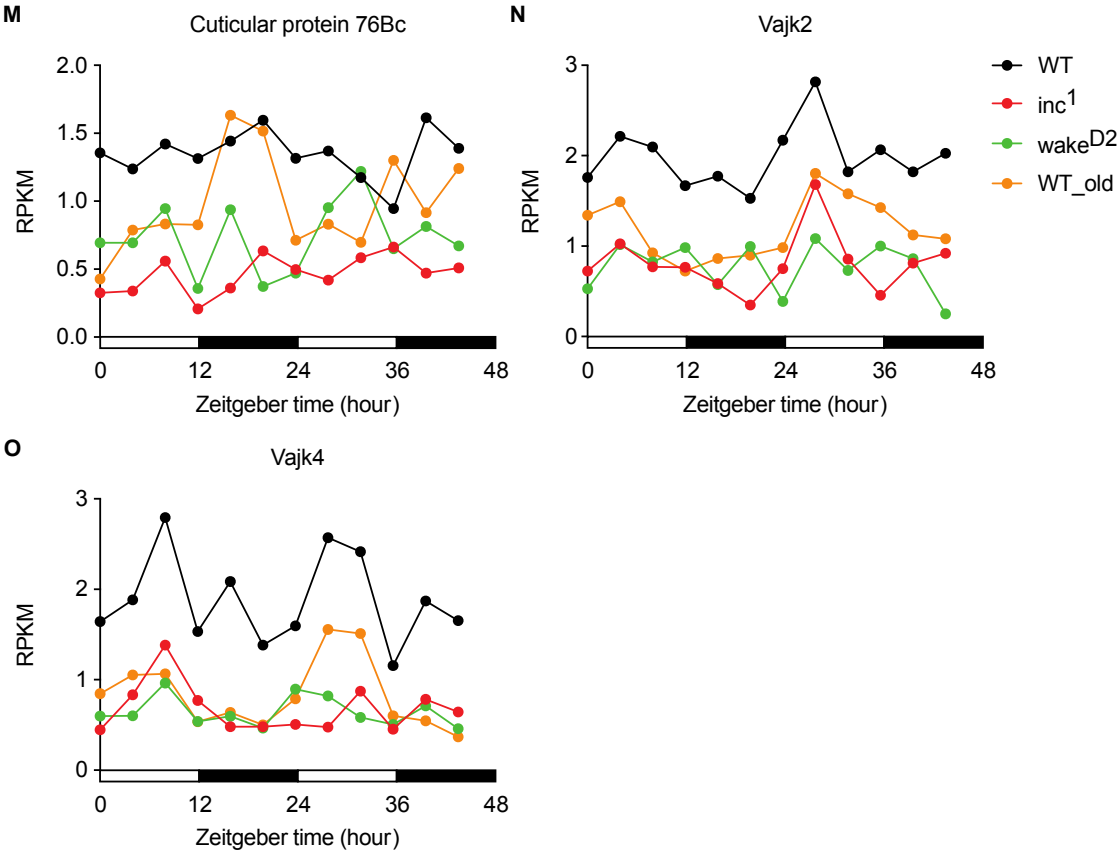 M
Cuticular protein 76Bc
2.0
1.5
1.0
0.5
0.0
RPKM
0 12 24 36 48
Zeitgeber time (hour)
N
Vajk2
3
2
1
0
RPKM
0 12 24 36 48
Zeitgeber time (hour)
WT
inc1
wakeD2
WT_old
O
Vajk4
3
2
1
0
RPKM
0 12 24 36 48
Zeitgeber time (hour)